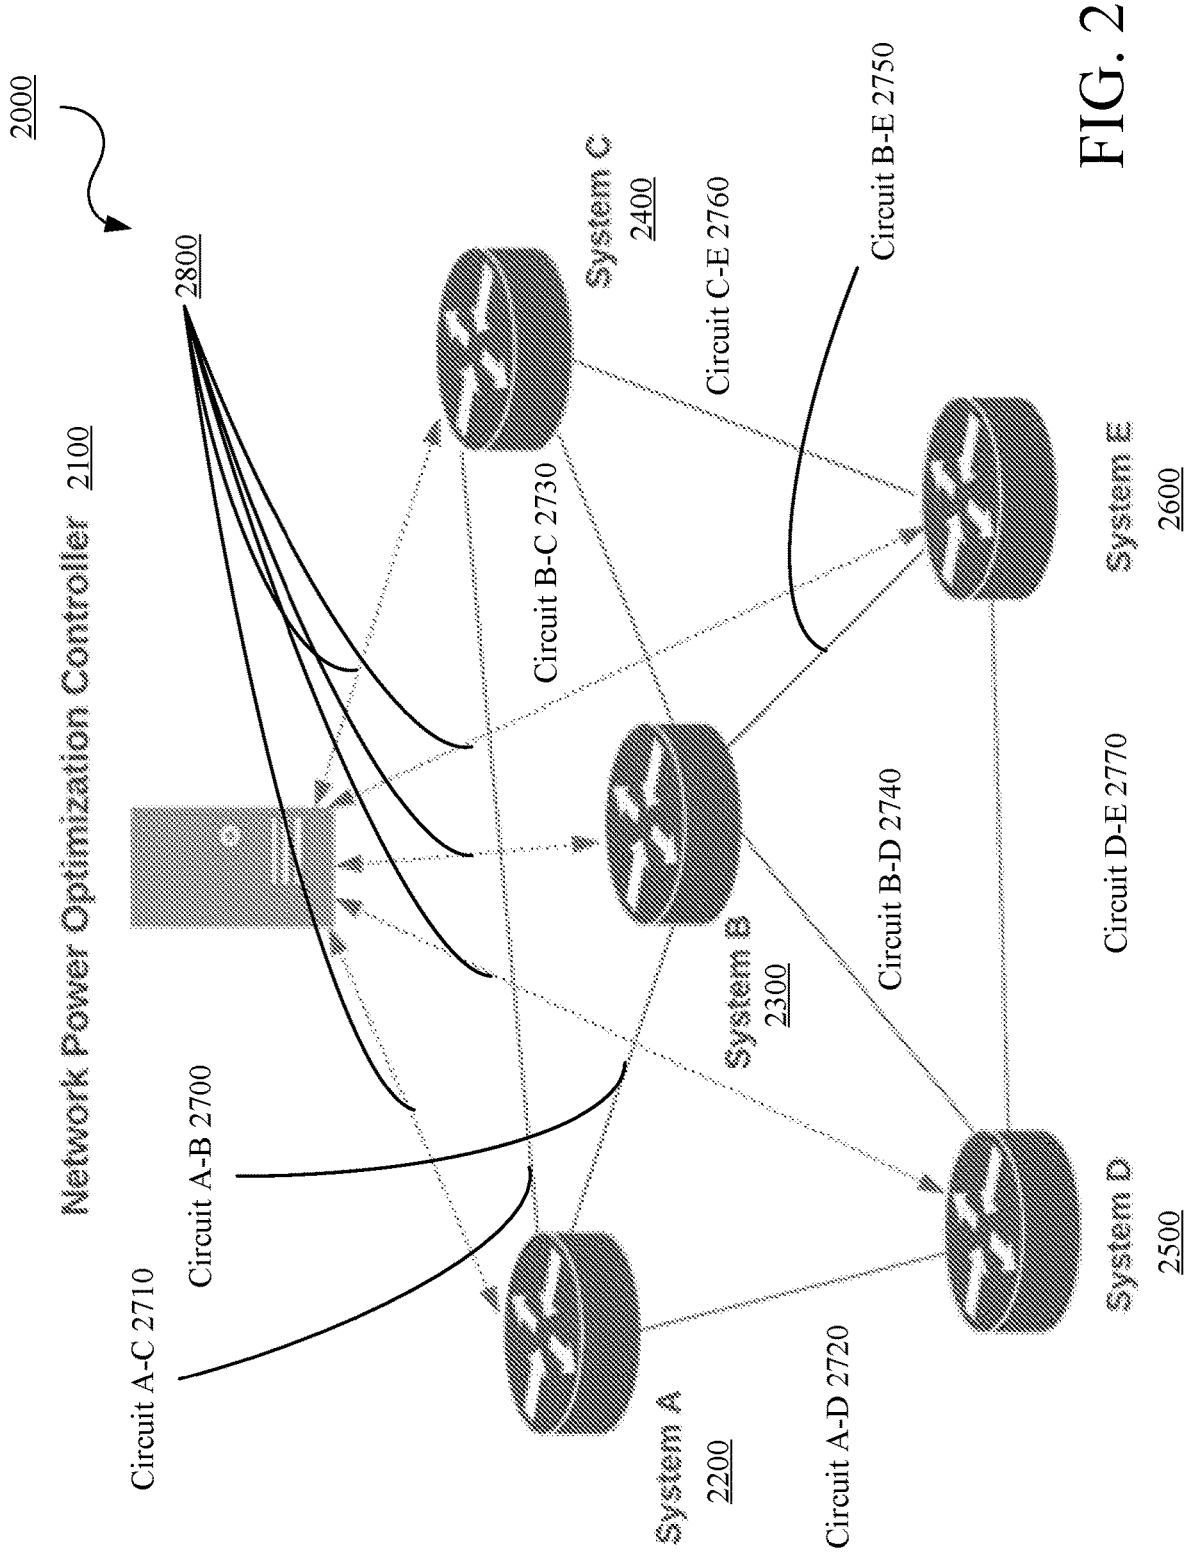 2000
Network Power Optimization Controller 2100
2800
Circuit A-C 2710
Circuit A-B 2700
System C
2400
Circuit B-C 2730
Circuit C-E 2760
Circuit B-E 2750
System A
2200
System B
2300
Circuit A-D 2720
Circuit B-D 2740
System D
2500
Circuit D-E 2770
System E
2600
FIG. 2